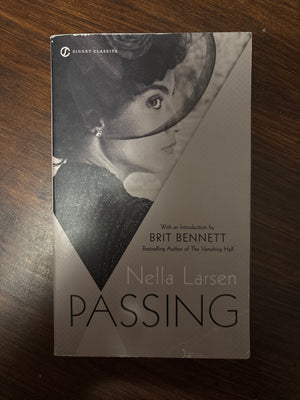 SIGNET CLASSICS
With an Introduction by
BRIT BENNETT
Bestselling Author of The Vanishing Half
Nella Larsen
PASSING